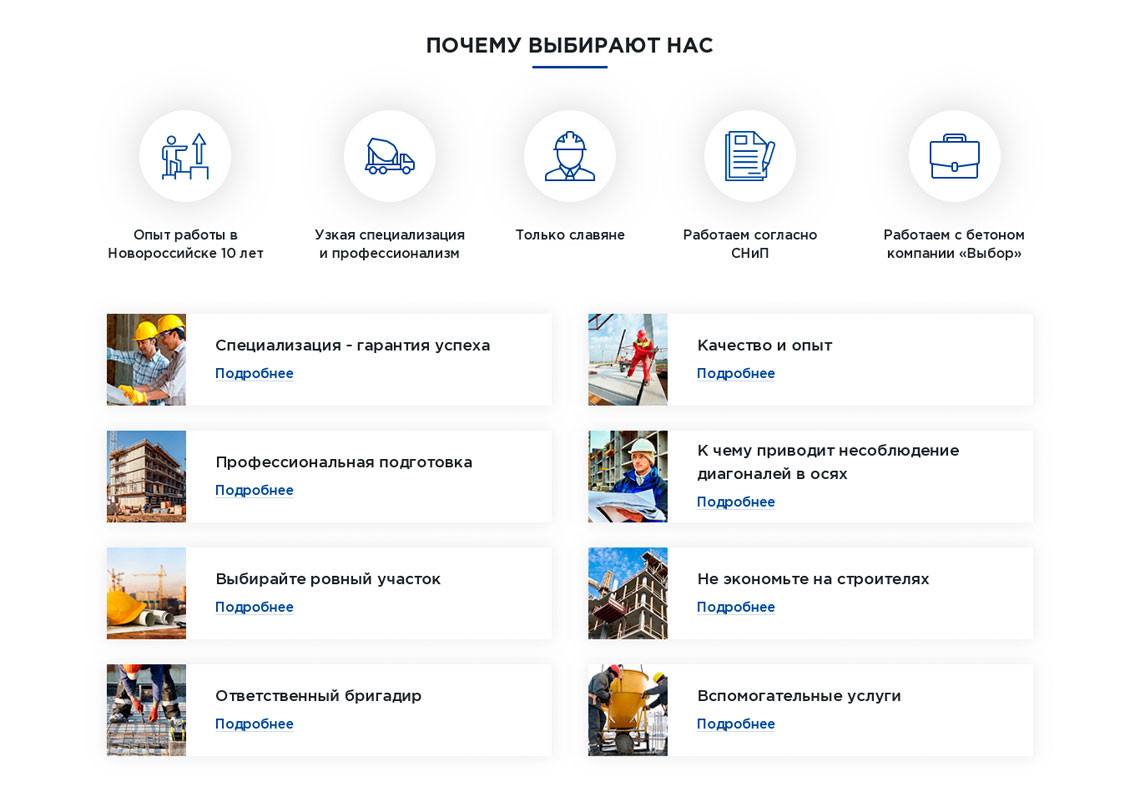 ПОЧЕМУ ВЫБИРАЮТ НАС
Опыт работы в
Новороссийске 10 лет
Узкая специализация
и профессионализм
Только славяне
Работаем согласно
СНиП
Работаем с бетоном
компании «Выбор»
Специализация - гарантия успеха
Подробнее
Качество и опыт
Подробнее
Профессиональная подготовка
Подробнее
К чему приводит несоблюдение
диагоналей в осях
Подробнее
Выбирайте ровный участок
Подробнее
Не экономьте на строителях
Подробнее
Ответственный бригадир
Подробнее
Вспомогательные услуги
Подробнее